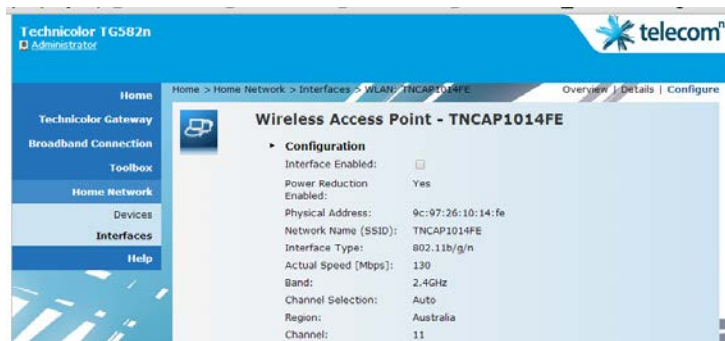 Technicolor TG582n
Administrator
telecom
Home > Home Network > Interfaces > WLAN: TNCAP1014FE
Overview | Details | Configure
Home
Technicolor Gateway
Broadband Connection
Toolbox
Home Network
Devices
Interfaces
Help
Wireless Access Point - TNCAP1014FE
Configuration
Interface Enabled:
Power Reduction Enabled: Yes
Physical Address: 9c:97:26:10:14:fe
Network Name (SSID): TNCAP1014FE
Interface Type: 802.11b/g/n
Actual Speed [Mbps]: 130
Band: 2.4GHz
Channel Selection: Auto
Region: Australia
Channel: 11